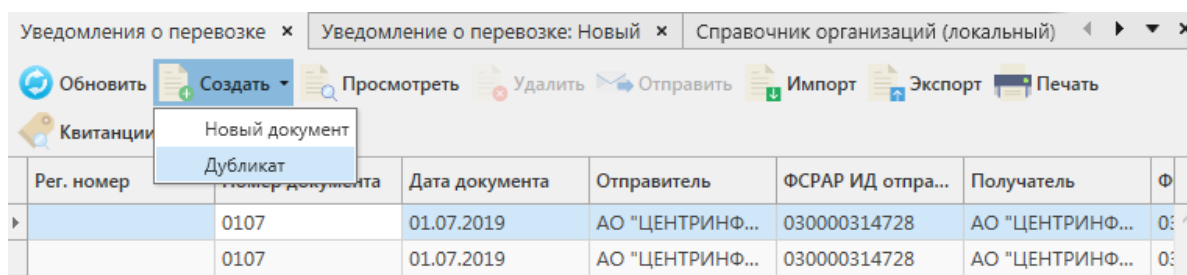 Уведомления о перевозке × Уведомление о перевозке: Новый × Справочник организаций (локальный)
Обновить Создать Просмотреть Удалить Отправить Импорт Экспорт Печать
Квитанции
Новый документ
Дубликат
Рег. номер Номер документа Дата документа Отправитель ФСРАР ИД отпра... Получатель Ф
0107 01.07.2019 АО "ЦЕНТРИНФ... 030000314728 АО "ЦЕНТРИНФ... 03
0107 01.07.2019 АО "ЦЕНТРИНФ... 030000314728 АО "ЦЕНТРИНФ... 03